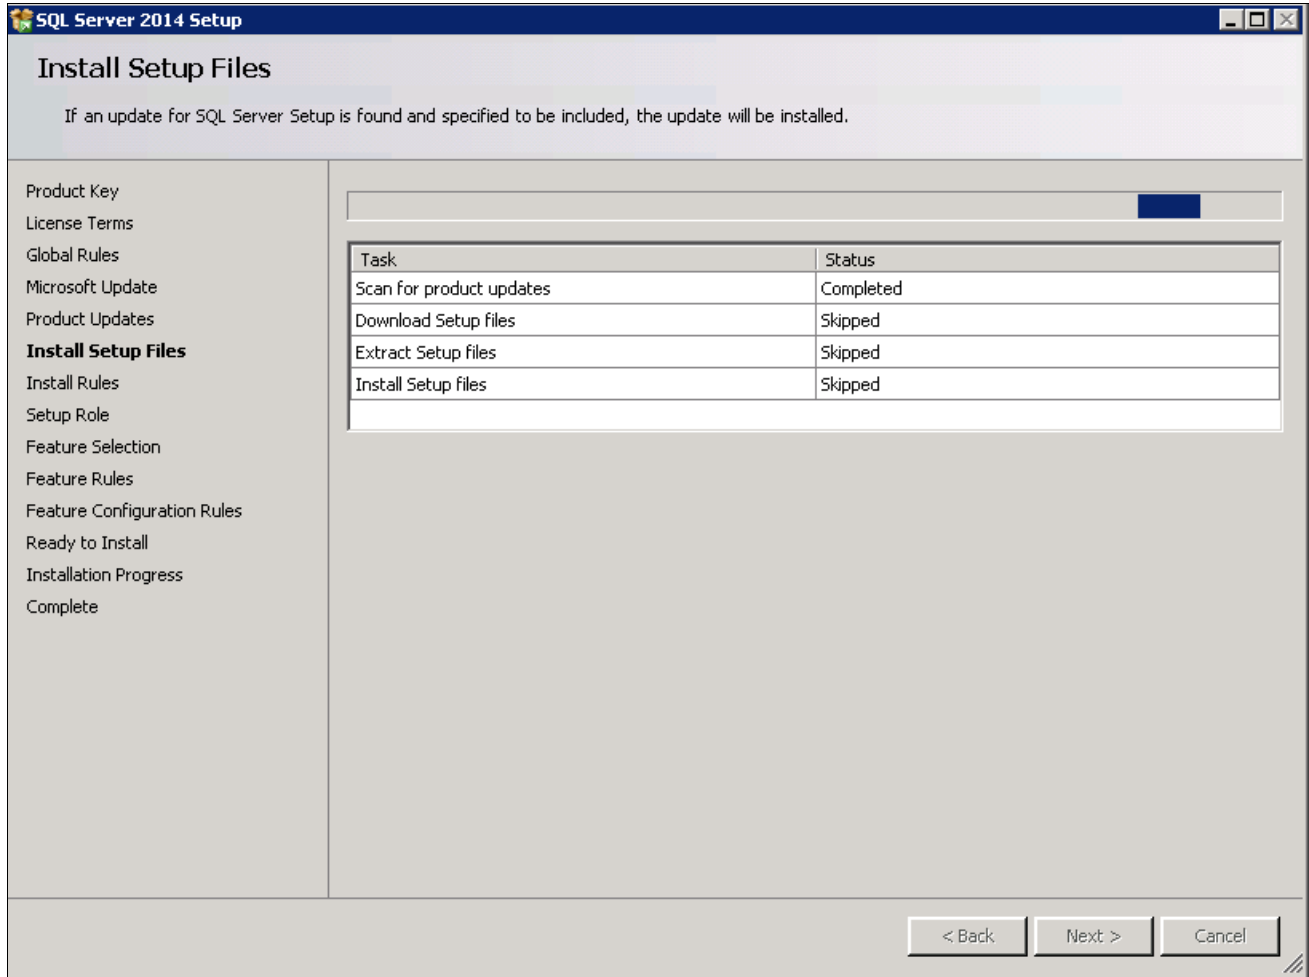 SQL Server 2014 Setup
Install Setup Files
If an update for SQL Server Setup is found and specified to be included, the update will be installed.
Product Key
License Terms
Global Rules
Microsoft Update
Product Updates
Install Setup Files
Install Rules
Setup Role
Feature Selection
Feature Rules
Feature Configuration Rules
Ready to Install
Installation Progress
Complete
Task Status
Scan for product updates Completed
Download Setup files Skipped
Extract Setup files Skipped
Install Setup files Skipped
< Back Next > Cancel